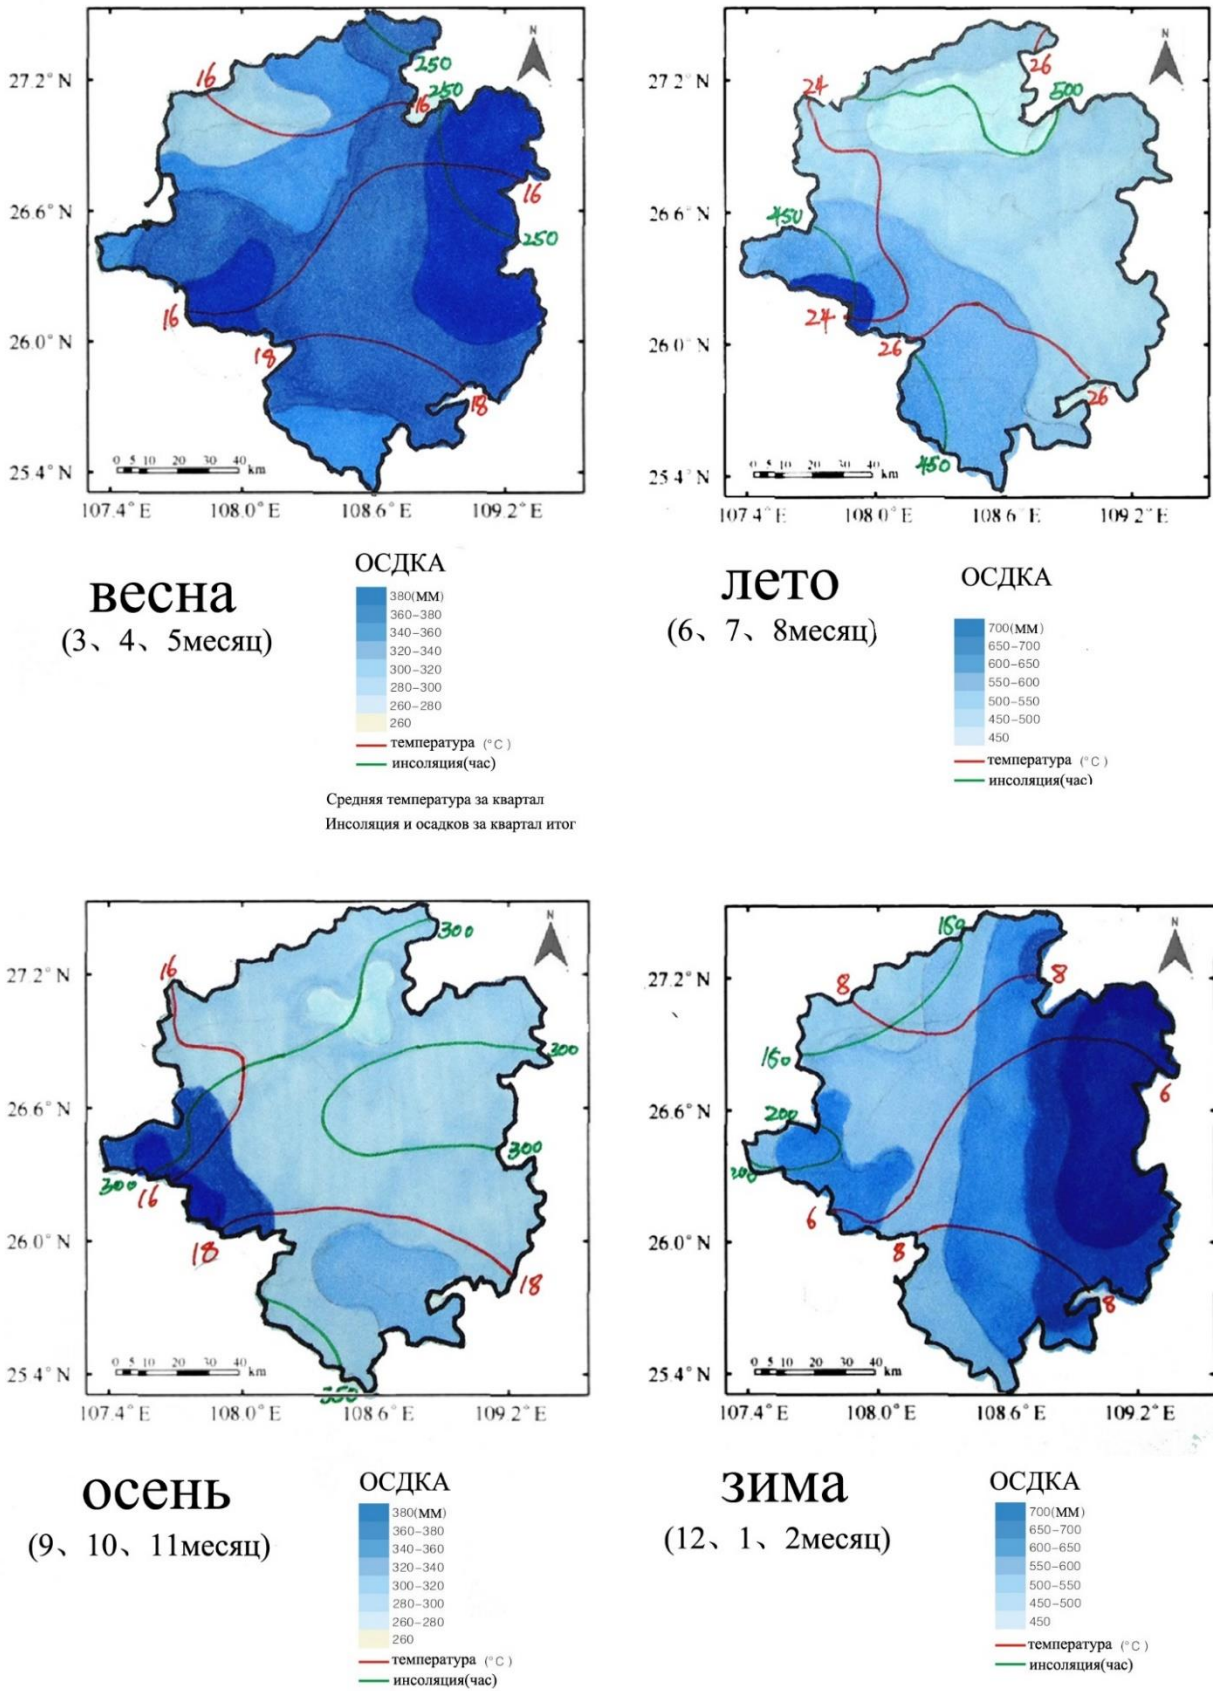 N
27.2°N
26.6°N
26.0°N
25.4°N
16
16
16
16
18
18
250
250
250
0 5 10 20 30 40 km
107.4°E 108.0°E 108.6°E 109.2°E
весна
(3、4、5месяц)
ОСДКА
380(ММ)
360-380
340-360
320-340
300-320
280-300
260-280
260
температура (°C)
инсоляция(час)
Средняя температура за квартал
Инсоляция и осадков за квартал итог
N
27.2°N
26.6°N
26.0°N
25.4°N
24
26
500
450
24
26
26
450
0 5 10 20 30 40 km
107.4°E 108.0°E 108.6°E 109.2°E
лето
(6、7、8месяц)
ОСДКА
700(ММ)
650-700
600-650
550-600
500-550
450-500
450
температура (°C)
инсоляция(час)
N
27.2°N
26.6°N
26.0°N
25.4°N
16
300
300
300
300
16
18
18
350
0 5 10 20 30 40 km
107.4°E 108.0°E 108.6°E 109.2°E
осень
(9、10、11месяц)
ОСДКА
380(ММ)
360-380
340-360
320-340
300-320
280-300
260-280
260
температура (°C)
инсоляция(час)
N
27.2°N
26.6°N
26.0°N
25.4°N
150
8
8
150
6
200
200
6
8
8
0 5 10 20 30 40 km
107.4°E 108.0°E 108.6°E 109.2°E
зима
(12、1、2месяц)
ОСДКА
700(ММ)
650-700
600-650
550-600
500-550
450-500
450
температура (°C)
инсоляция(час)